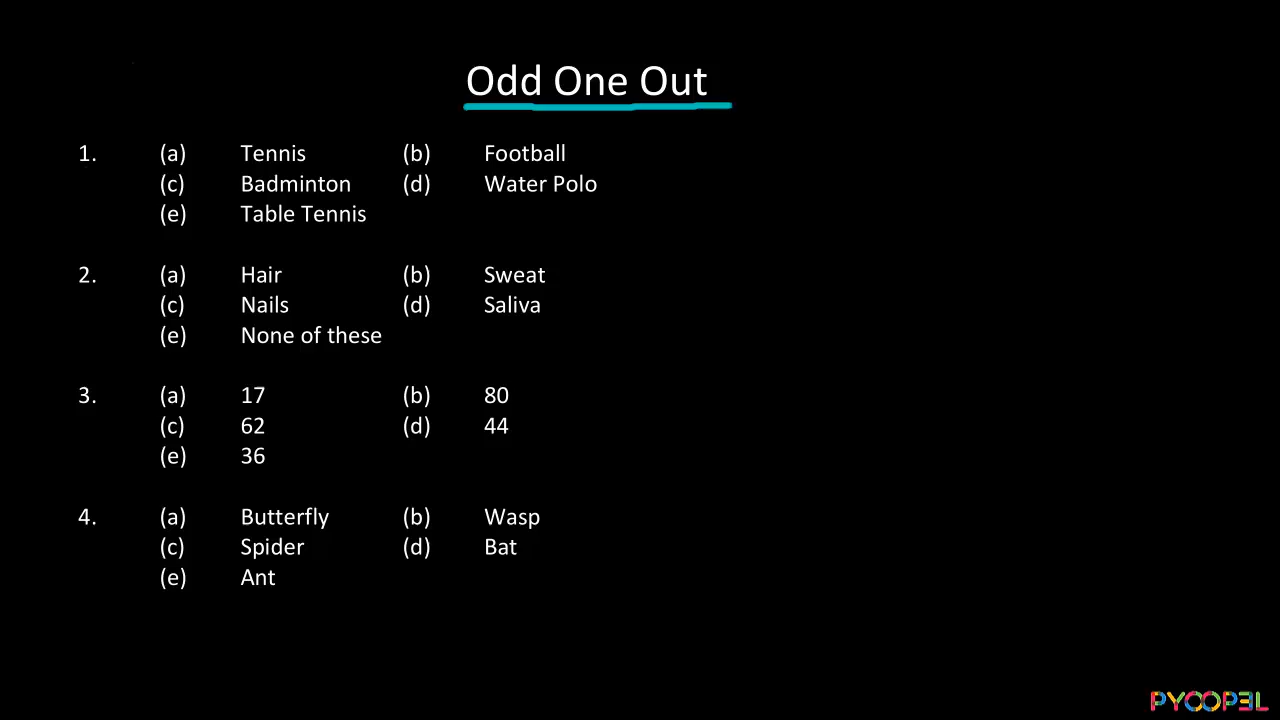 Odd One Out
1. (a) Tennis (b) Football
(c) Badminton (d) Water Polo
(e) Table Tennis
2. (a) Hair (b) Sweat
(c) Nails (d) Saliva
(e) None of these
3. (a) 17 (b) 80
(c) 62 (d) 44
(e) 36
4. (a) Butterfly (b) Wasp
(c) Spider (d) Bat
(e) Ant
PYOOPEL